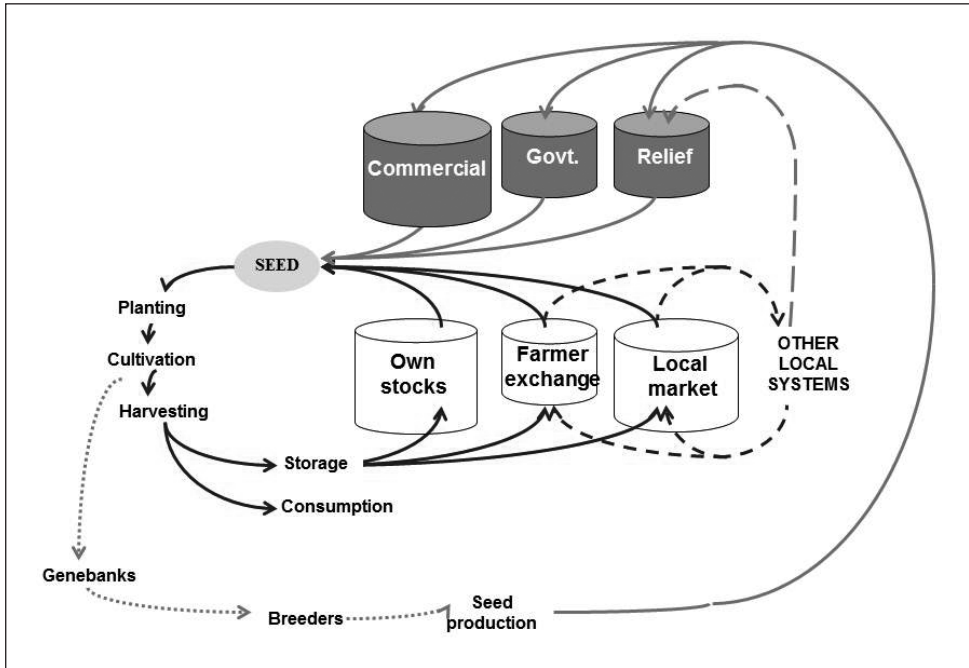 Commercial
Govt.
Relief
SEED
Planting
Cultivation
Harvesting
Own
stocks
Farmer
exchange
Local
market
OTHER
LOCAL
SYSTEMS
Storage
Consumption
Genebanks
Breeders
Seed
production